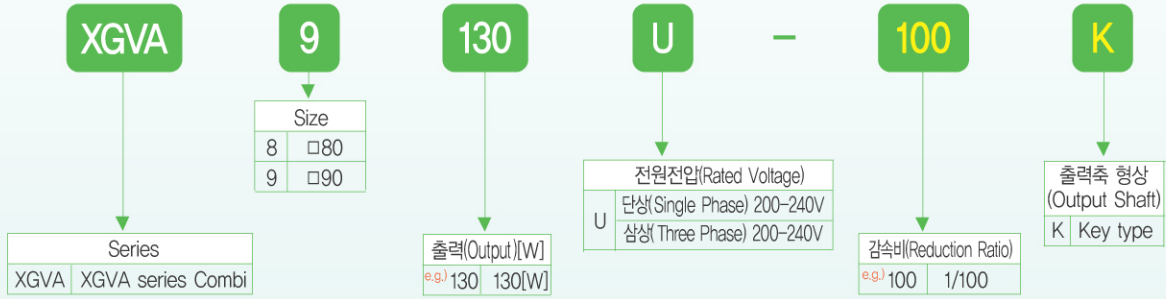 XGVA 9 130 U - 100 K
Size
8 □80
9 □90
전원전압(Rated Voltage)
U 단상(Single Phase) 200-240V
삼상( Three Phase) 200-240V
출력축 형상
(Output Shaft)
K Key type
Series
XGVA XGVA series Combi
출력(Output)[W]
e.g.) 130 130[W]
감속비(Reduction Ratio)
e.g.) 100 1/100